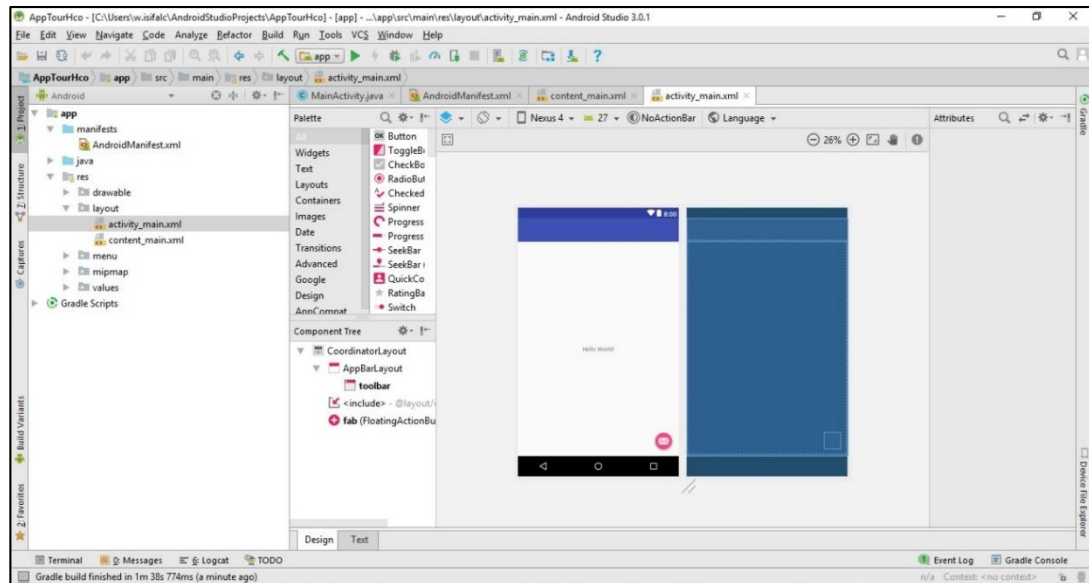 AppTourHco - [C:\Users\w.isifalc\AndroidStudioProjects\AppTourHco] - [app] - ...\app\src\main\res\layout\activity_main.xml - Android Studio 3.0.1
File Edit View Navigate Code Analyze Refactor Build Run Tools VCS Window Help
app
AppTourHco app src main res layout activity_main.xml
Android
MainActivity.java AndroidManifest.xml content_main.xml activity_main.xml
1: Project
Z: Structure
Captures
Build Variants
2: Favorites
app
manifests
AndroidManifest.xml
java
res
drawable
layout
activity_main.xml
content_main.xml
menu
mipmap
values
Gradle Scripts
Palette
All
Widgets
Text
Layouts
Containers
Images
Date
Transitions
Advanced
Google
Design
AppCompat
OK Button
ToggleB
CheckBo
RadioBut
Checked
Spinner
Progress
Progress
SeekBar
SeekBar
QuickCo
RatingBa
Switch
Component Tree
CoordinatorLayout
AppBarLayout
toolbar
<include> - @layout/
fab (FloatingActionBu
Nexus 4 27 NoActionBar Language
26%
8:00
Hello World!
Attributes
Gradle
Device File Explorer
Design Text
Terminal 0: Messages 6: Logcat TODO
Event Log Gradle Console
Gradle build finished in 1m 38s 774ms (a minute ago)
n/a Context: <no context>